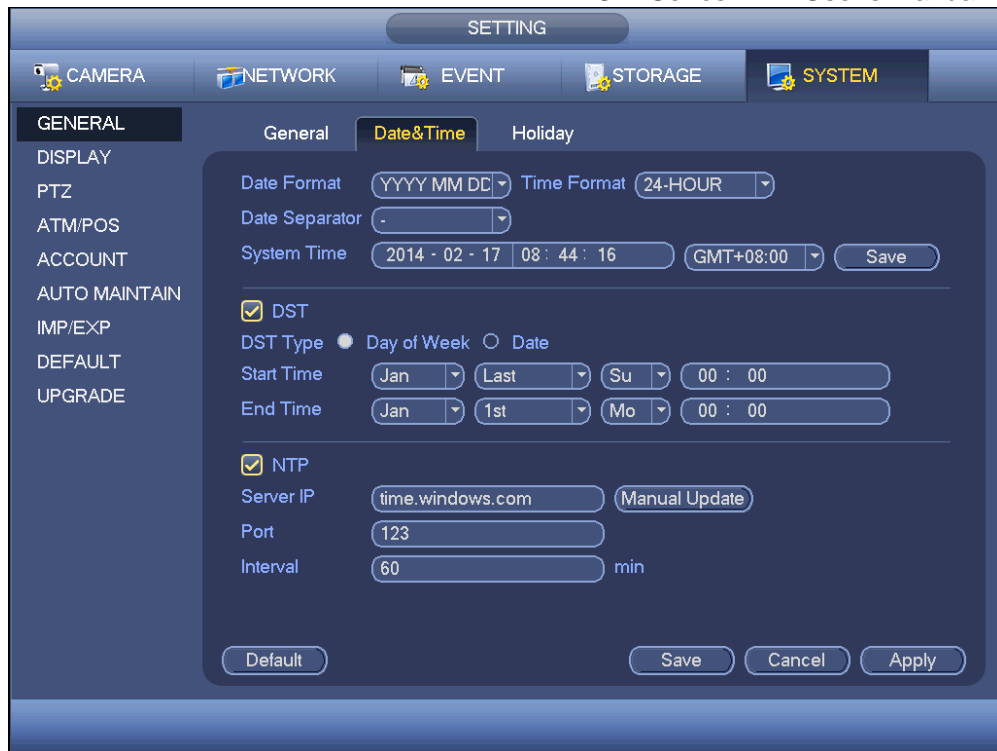 SETTING
CAMERA NETWORK EVENT STORAGE SYSTEM
GENERAL
DISPLAY
PTZ
ATM/POS
ACCOUNT
AUTO MAINTAIN
IMP/EXP
DEFAULT
UPGRADE
General Date&Time Holiday
Date Format YYYY MM DD Time Format 24-HOUR
Date Separator -
System Time 2014 - 02 - 17 08 : 44 : 16 GMT+08:00 Save
DST
DST Type Day of Week Date
Start Time Jan Last Su 00 : 00
End Time Jan 1st Mo 00 : 00
NTP
Server IP time.windows.com Manual Update
Port 123
Interval 60 min
Default Save Cancel Apply